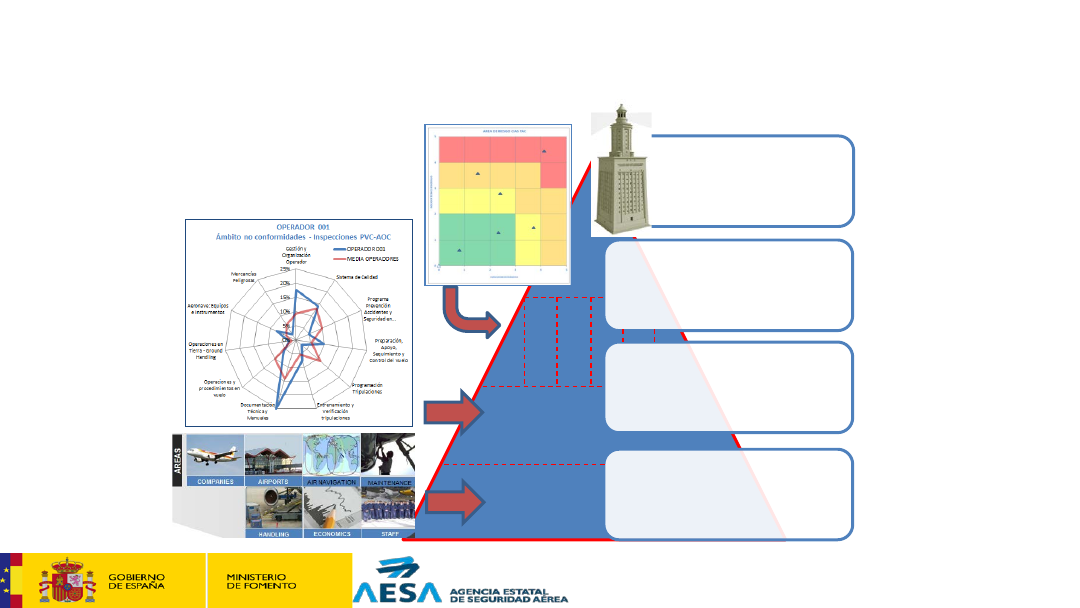 OPERADOR 001
Ámbito no conformidades - Inspecciones PVC-AOC
OPERADOR 001
MEDIA OPERADORES
Gestión y
Organización
Operador
Sistema de Calidad
Programa
Prevención
Accidentes y
Seguridad en...
Preparación,
Apoyo,
Seguimiento y
Control del vuelo
Programación
Tripulaciones
Entrenamiento y
Verificación
Tripulaciones
Documentación
Técnica y
Manuales
Operaciones y
procedimientos en
vuelo
Operaciones en
Tierra - Ground
Handling
Aeronave: Equipos
e Instrumentos
Mercancías
Peligrosas
25%
20%
15%
10%
5%
0%
AREAS
COMPANIES
AIRPORTS
AIR NAVIGATION
MAINTENANCE
HANDLING
ECONOMICS
STAFF
GOBIERNO
DE ESPAÑA
MINISTERIO
DE FOMENTO
AESA
AGENCIA ESTATAL
DE SEGURIDAD AÉREA